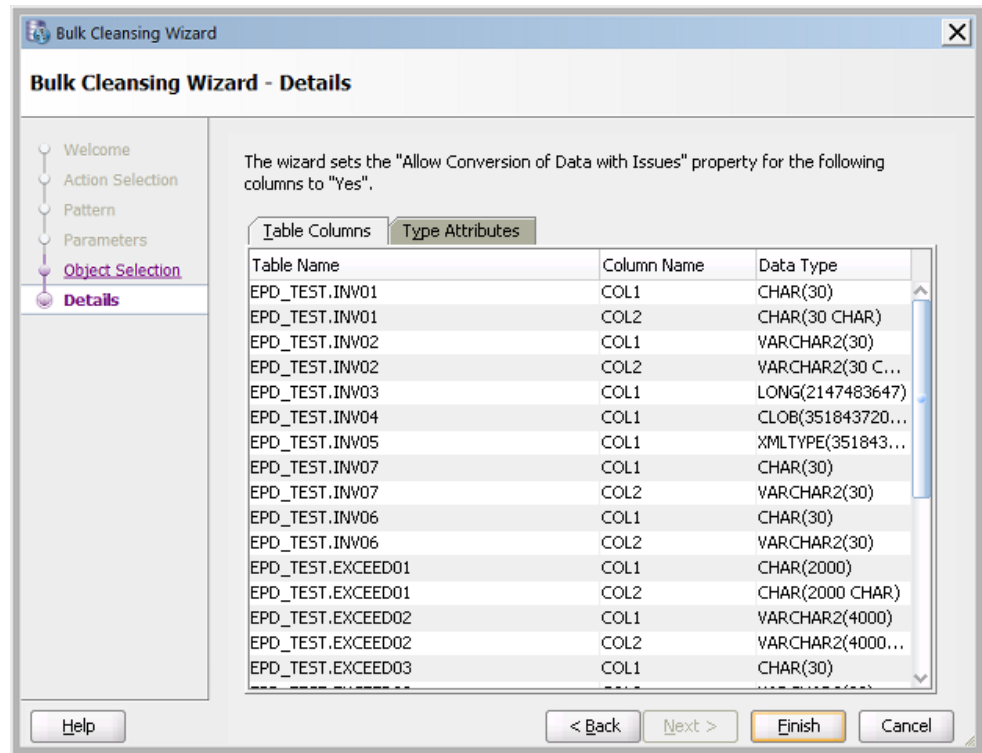 Bulk Cleansing Wizard
Bulk Cleansing Wizard - Details
Welcome
Action Selection
Pattern
Parameters
Object Selection
Details
The wizard sets the "Allow Conversion of Data with Issues" property for the following
columns to "Yes".
Table Columns Type Attributes
Table Name Column Name Data Type
EPD_TEST.INV01 COL1 CHAR(30)
EPD_TEST.INV01 COL2 CHAR(30 CHAR)
EPD_TEST.INV02 COL1 VARCHAR2(30)
EPD_TEST.INV02 COL2 VARCHAR2(30 C...
EPD_TEST.INV03 COL1 LONG(2147483647)
EPD_TEST.INV04 COL1 CLOB(351843720...
EPD_TEST.INV05 COL1 XMLTYPE(351843...
EPD_TEST.INV07 COL1 CHAR(30)
EPD_TEST.INV07 COL2 VARCHAR2(30)
EPD_TEST.INV06 COL1 CHAR(30)
EPD_TEST.INV06 COL2 VARCHAR2(30)
EPD_TEST.EXCEED01 COL1 CHAR(2000)
EPD_TEST.EXCEED01 COL2 CHAR(2000 CHAR)
EPD_TEST.EXCEED02 COL1 VARCHAR2(4000)
EPD_TEST.EXCEED02 COL2 VARCHAR2(4000...
EPD_TEST.EXCEED03 COL1 CHAR(30)
Help < Back Next > Finish Cancel